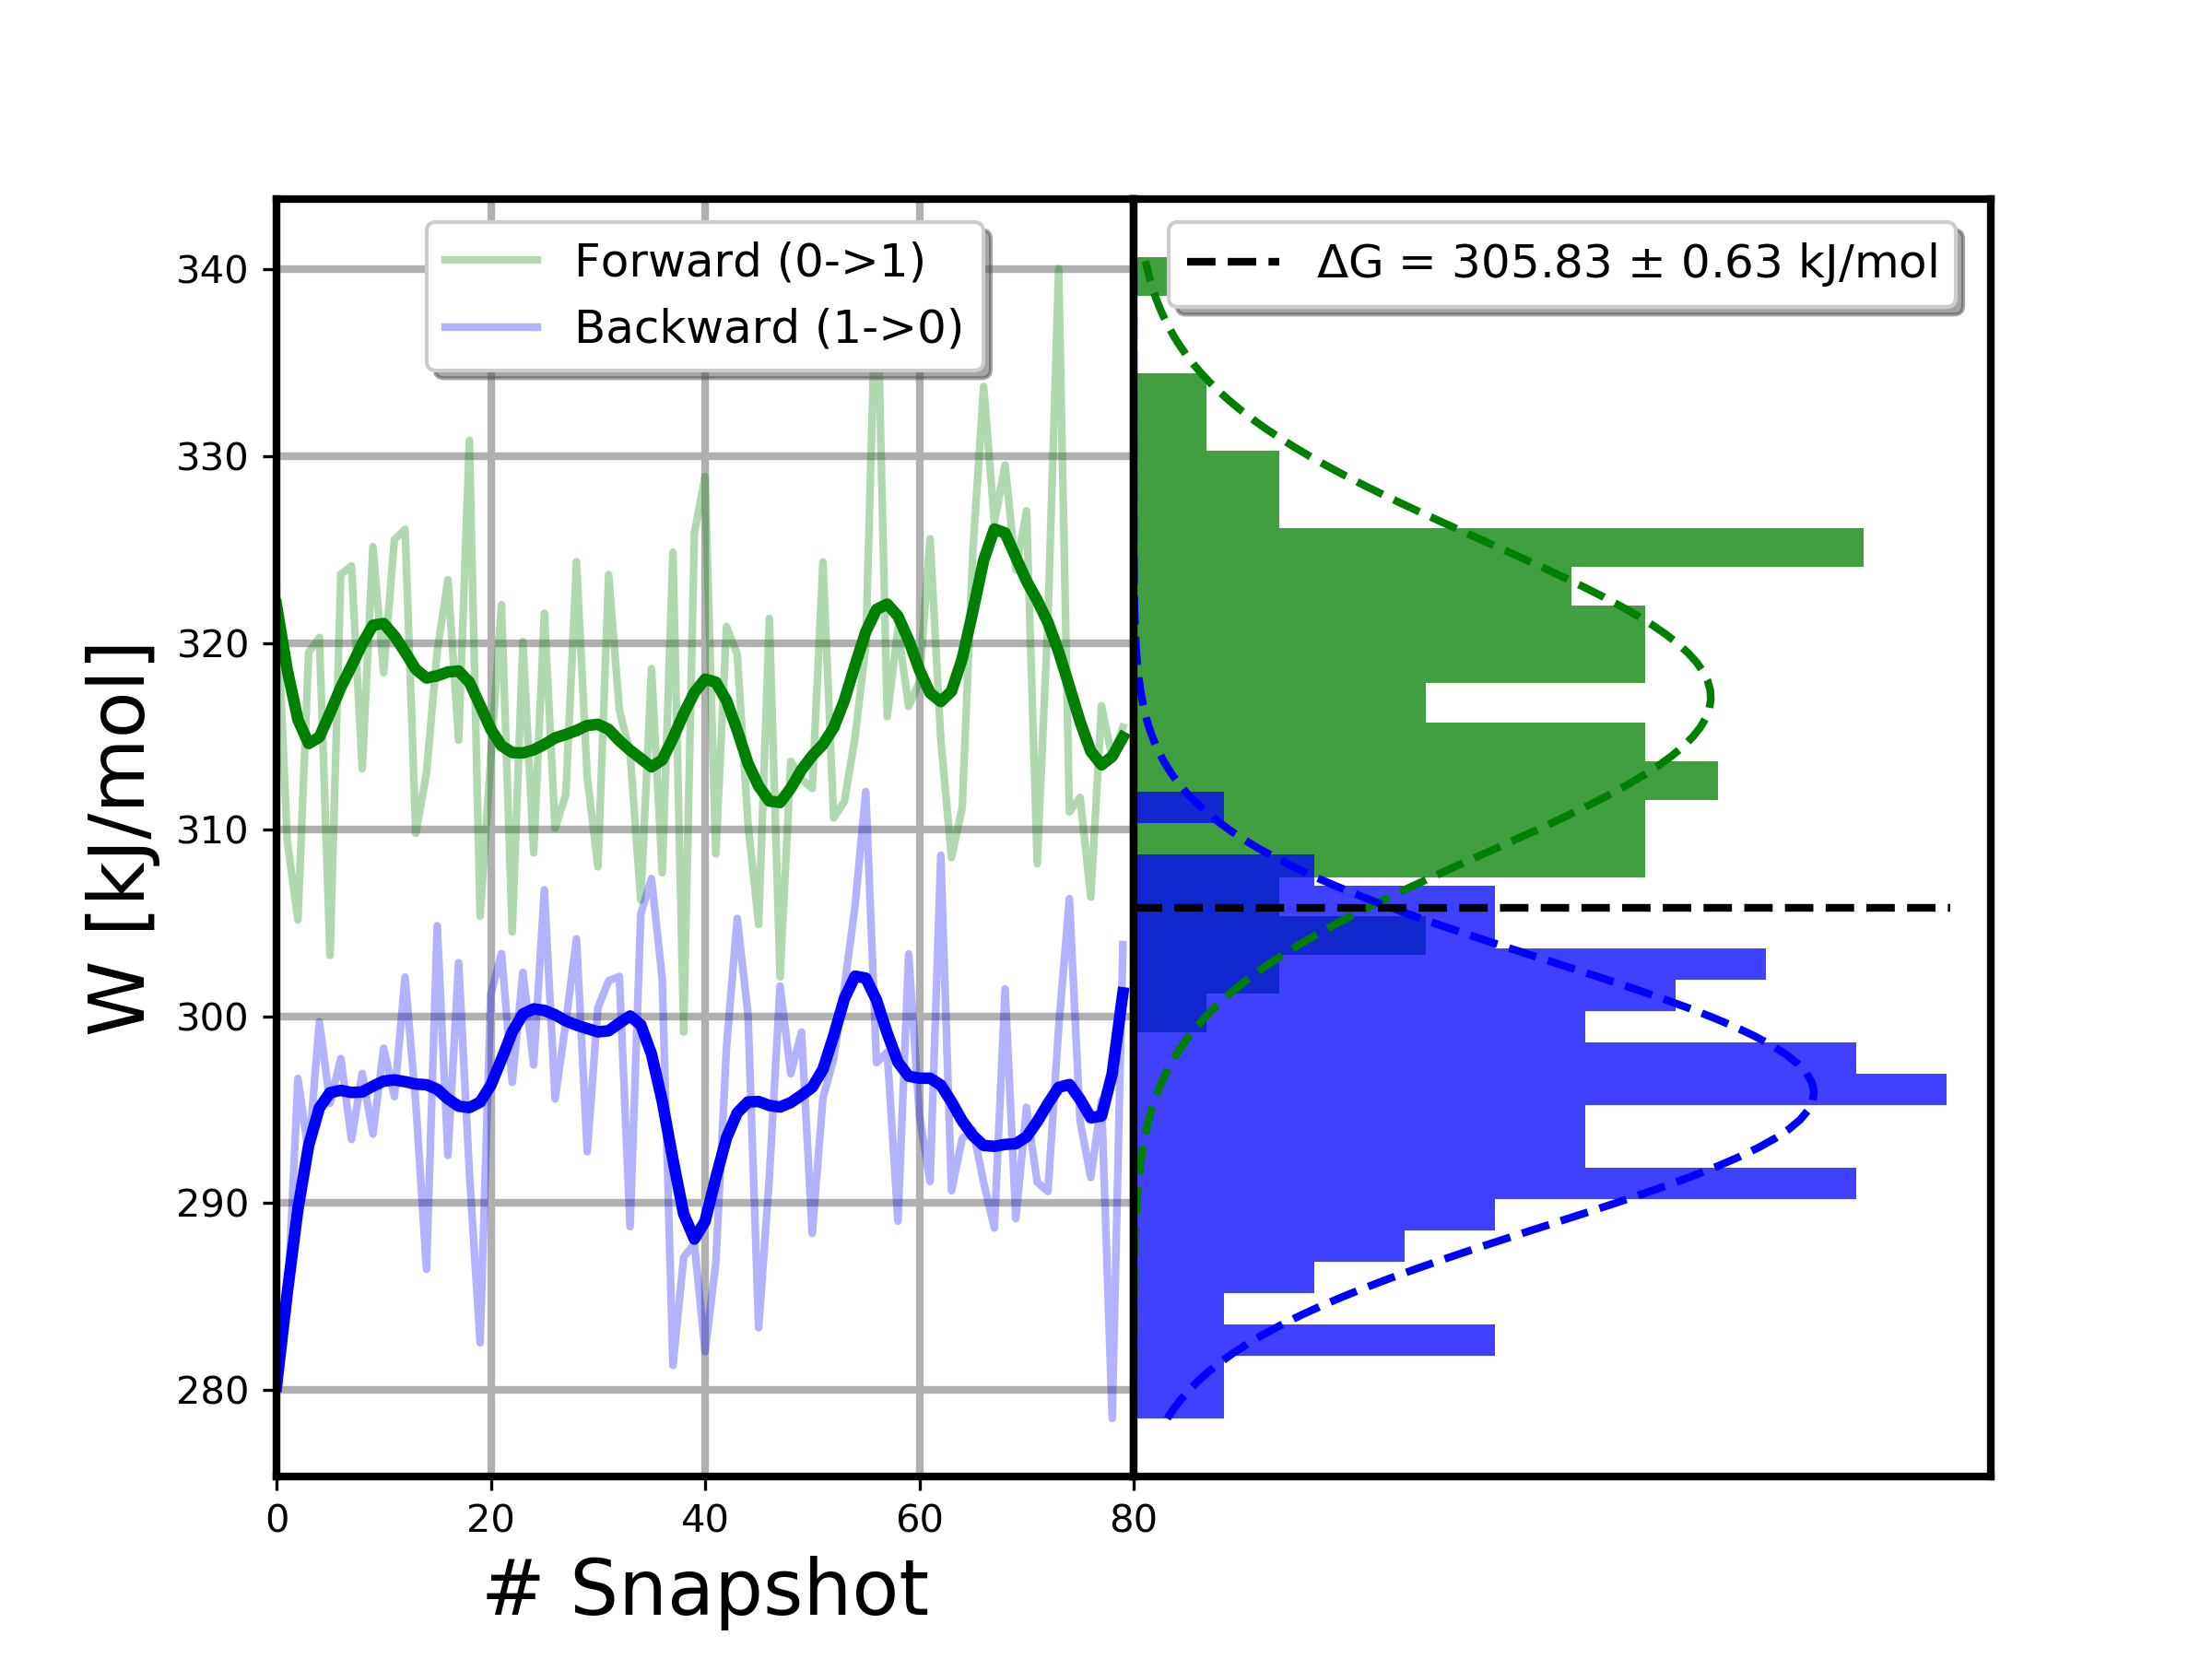 Forward (0->1)
Backward (1->0)
ΔG = 305.83 ± 0.63 kJ/mol
340
330
320
310
300
290
280
W [kJ/mol]
0 20 40 60 80
# Snapshot